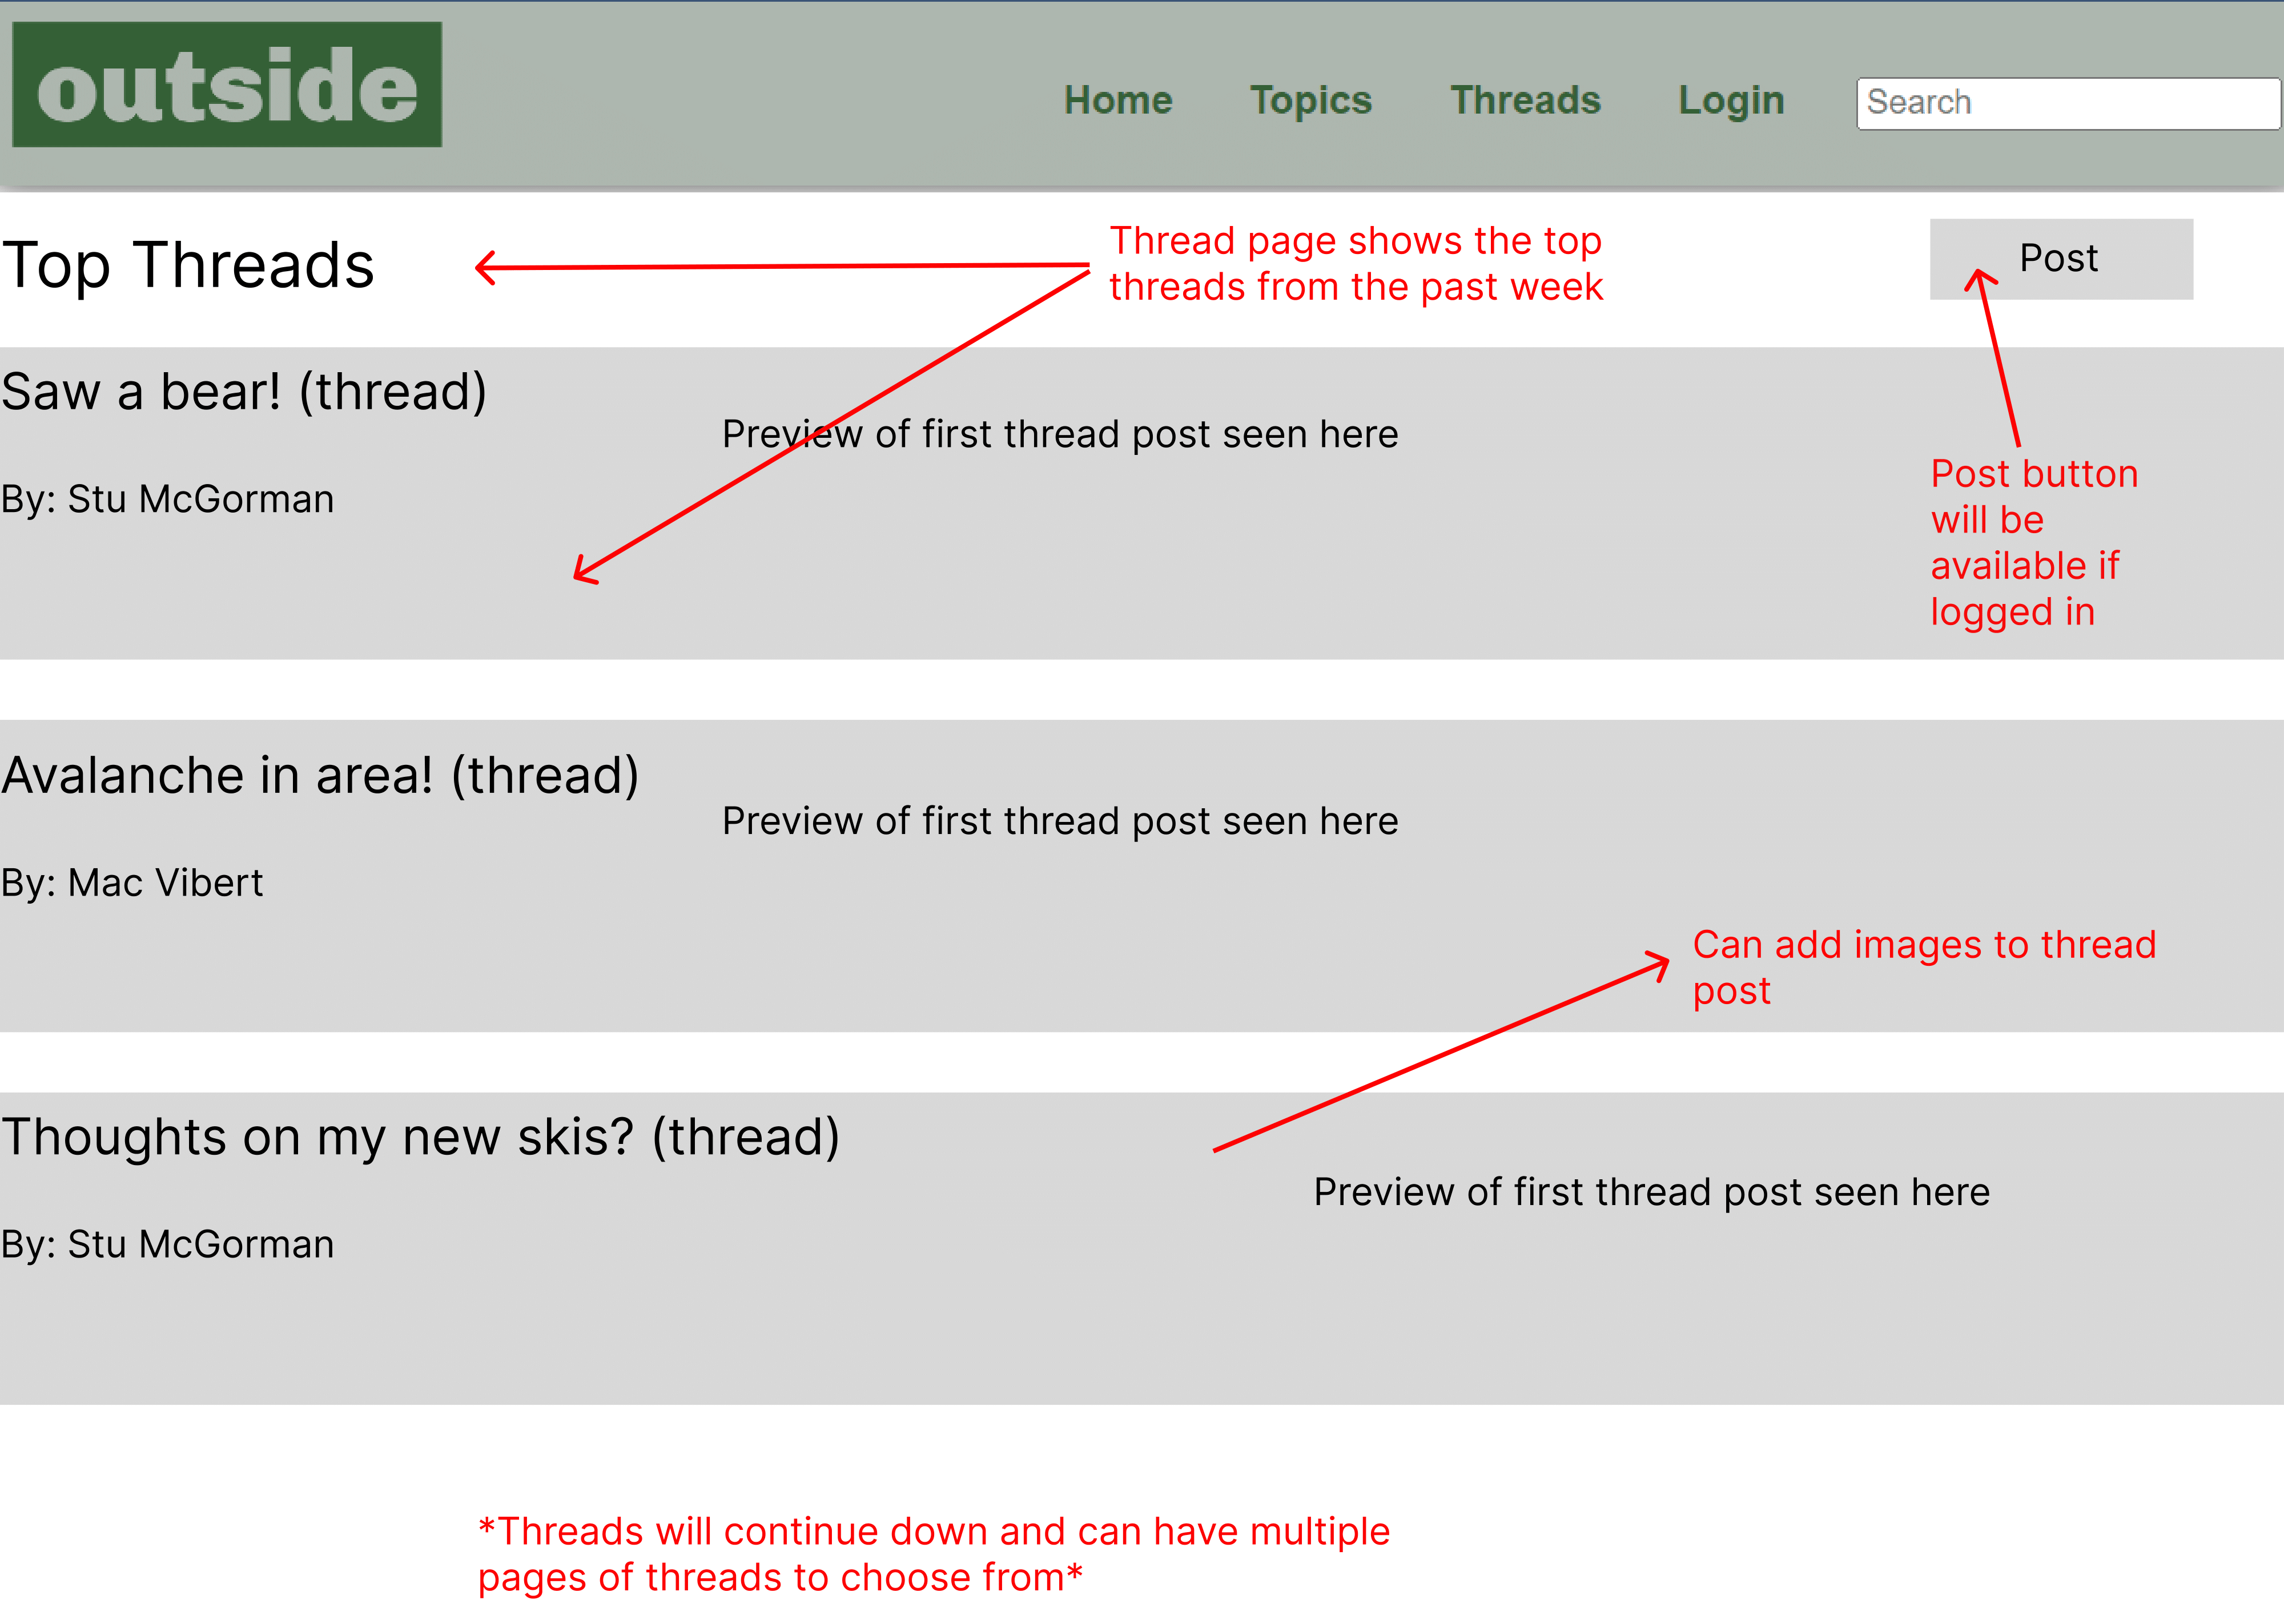 outside
Home Topics Threads Login Search
Top Threads
Thread page shows the top
threads from the past week
Post
Saw a bear! (thread)
Preview of first thread post seen here
By: Stu McGorman
Post button
will be
available if
logged in
Avalanche in area! (thread)
Preview of first thread post seen here
By: Mac Vibert
Can add images to thread
post
Thoughts on my new skis? (thread)
Preview of first thread post seen here
By: Stu McGorman
*Threads will continue down and can have multiple
pages of threads to choose from*